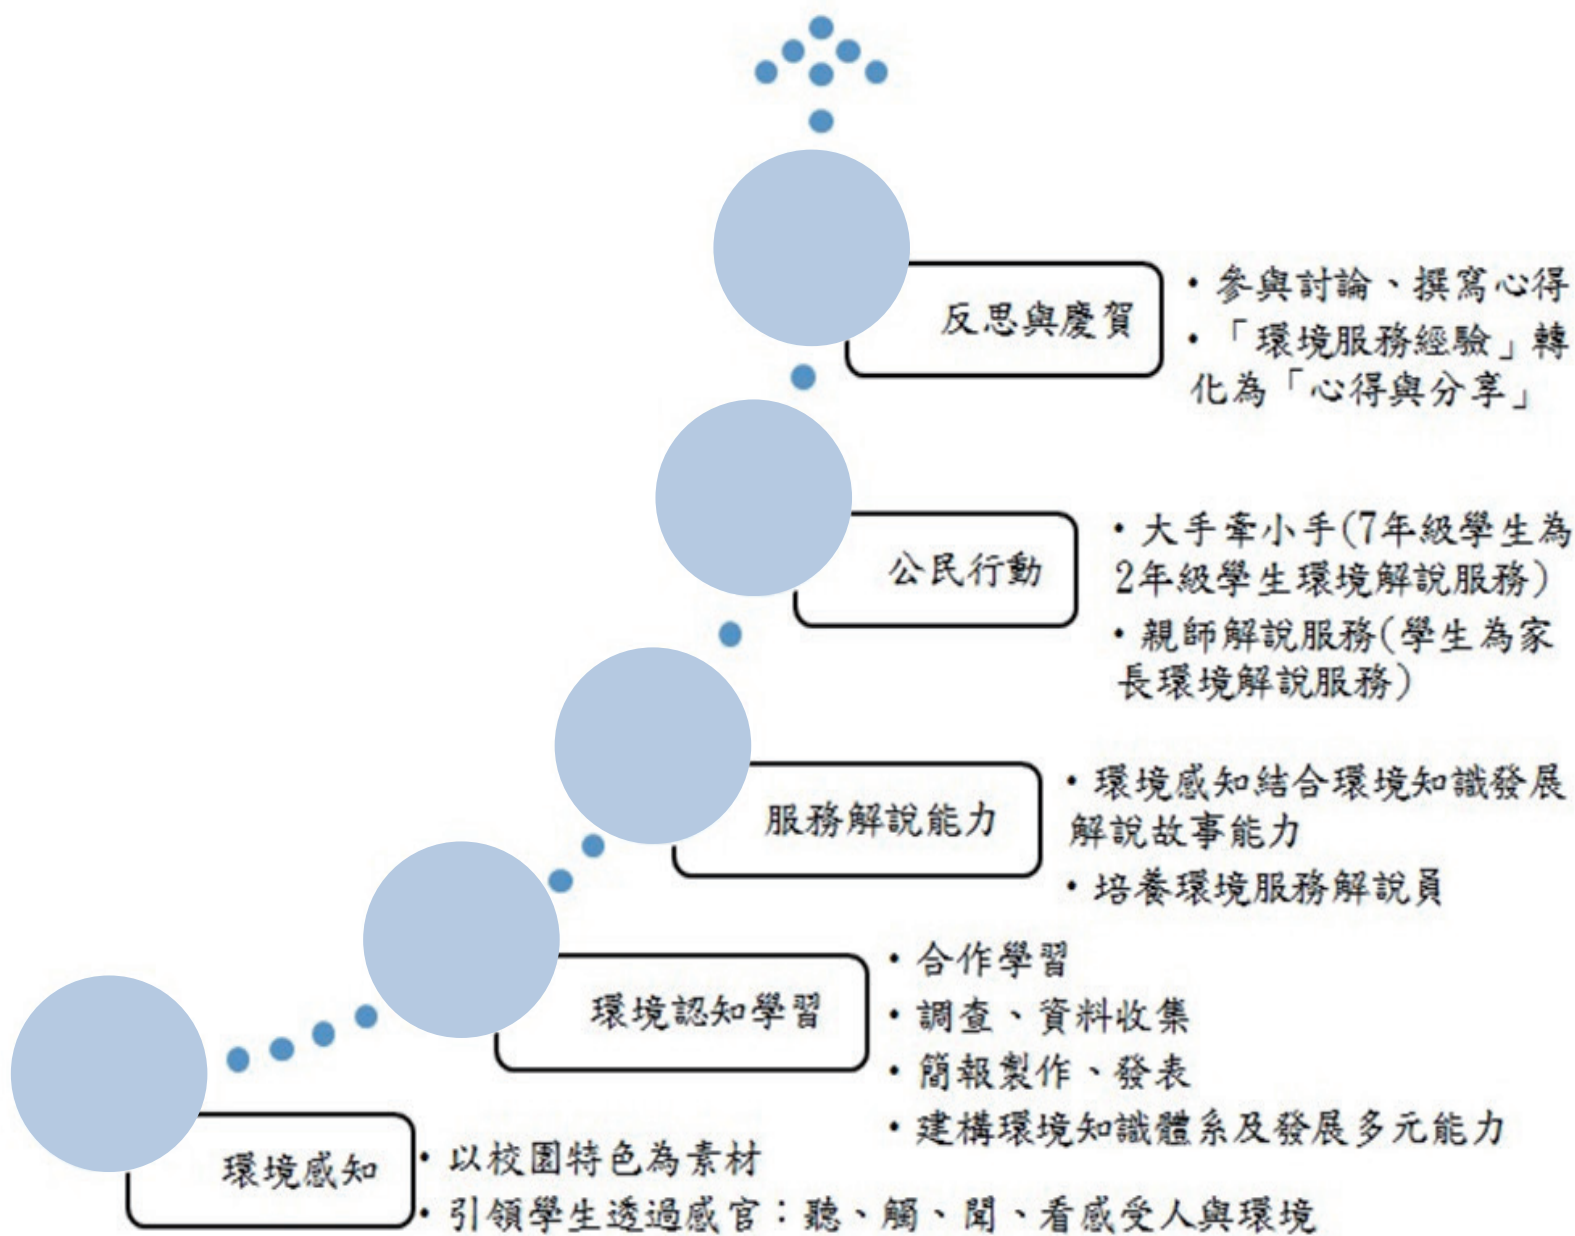 反思與慶賀
・參與討論、撰寫心得
・「環境服務經驗」轉
化為「心得與分享」
公民行動
・大手牽小手(7年級學生為
2年級學生環境解說服務)
・親師解說服務(學生為家
長環境解說服務)
服務解說能力
・環境感知結合環境知識發展
解說故事能力
・培養環境服務解說員
環境認知學習
・合作學習
・調查、資料收集
・簡報製作、發表
・建構環境知識體系及發展多元能力
環境感知
・以校園特色為素材
・引領學生透過感官：聽、觸、聞、看感受人與環境